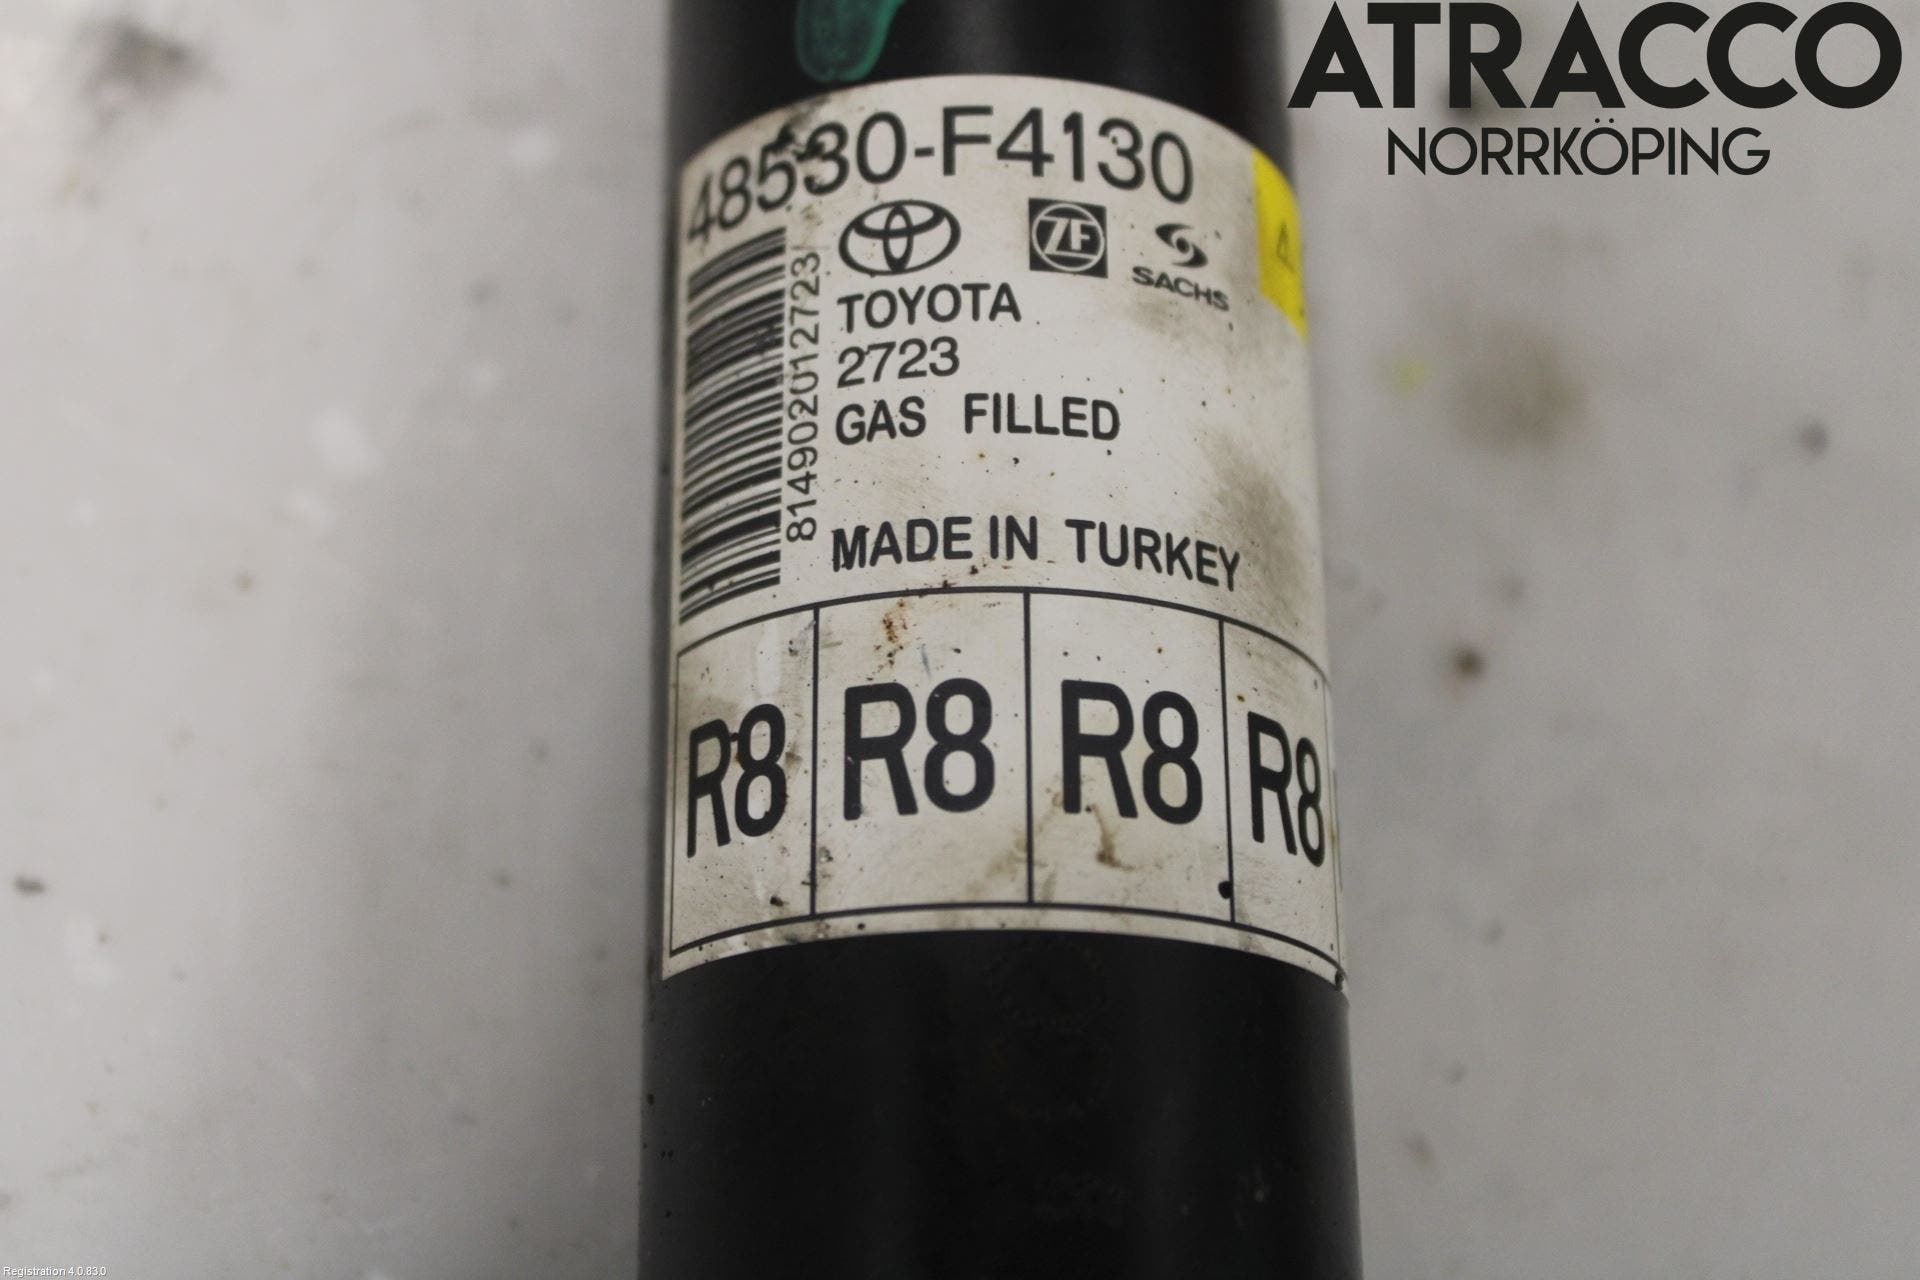 ATRACCO
NORRKÖPING
48530-F4130
ZF
SACHS
TOYOTA
2723
GAS FILLED
814902012723
MADE IN TURKEY
R8 R8 R8 R8
Registration 4.0.83.0